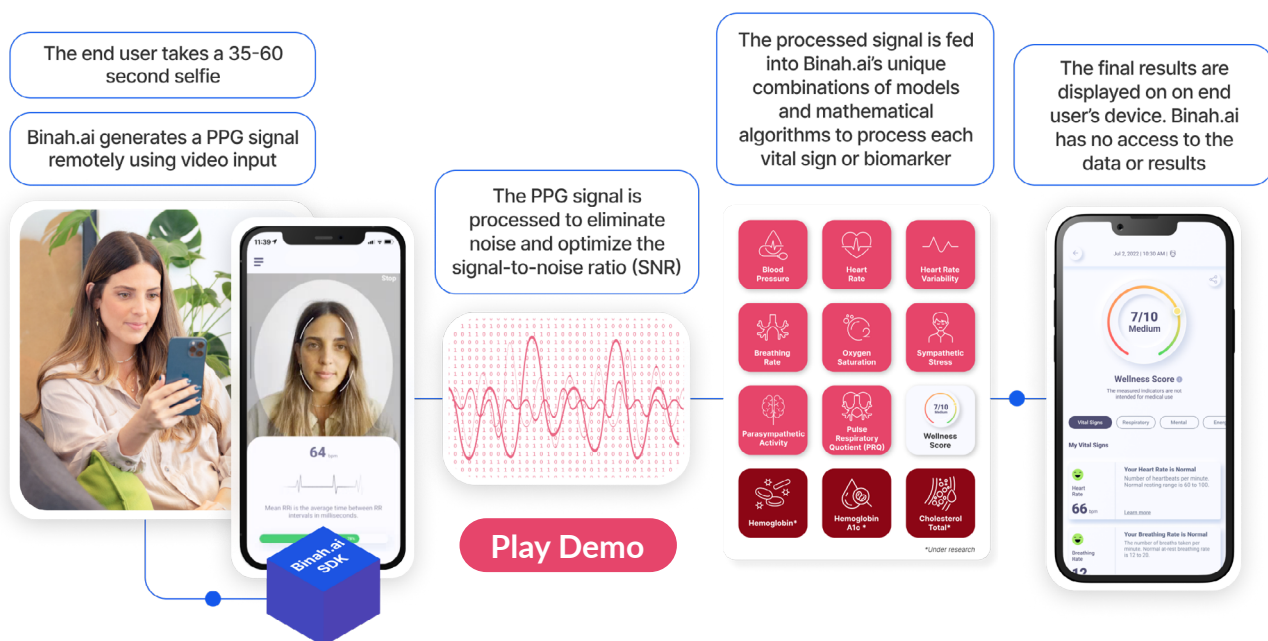 The end user takes a 35-60
second selfie
Binah.ai generates a PPG signal
remotely using video input
11:39
Stop
64 bpm
Mean RRi is the average time between RR
intervals in milliseconds.
Binah.ai
SDK
The PPG signal is
processed to eliminate
noise and optimize the
signal-to-noise ratio (SNR)
Play Demo
The processed signal is fed
into Binah.ai's unique
combinations of models
and mathematical
algorithms to process each
vital sign or biomarker
Blood
Pressure
Heart
Rate
Heart Rate
Variability
Breathing
Rate
Oxygen
Saturation
Sympathetic
Stress
Parasympathetic
Activity
Pulse
Respiratory
Quotient (PRQ)
7/10
Medium
Wellness
Score
Hemoglobin*
Hemoglobin
A1c *
Cholesterol
Total*
*Under research
The final results are
displayed on on end
user's device. Binah.ai
has no access to the
data or results
Jul 2, 2022 | 10:30 AM |
7/10
Medium
Wellness Score
The measured indicators are not
intended for medical use
Vital Signs
Respiratory
Mental
Ener
My Vital Signs
Heart
Rate
66 bpm
Your Heart Rate is Normal
Number of heartbeats per minute.
Normal resting range is 60 to 100.
Learn more
Breathing
Rate
12
Your Breathing Rate is Normal
The number of breaths taken per
minute. Normal at-rest breathing rate
is 12 to 20